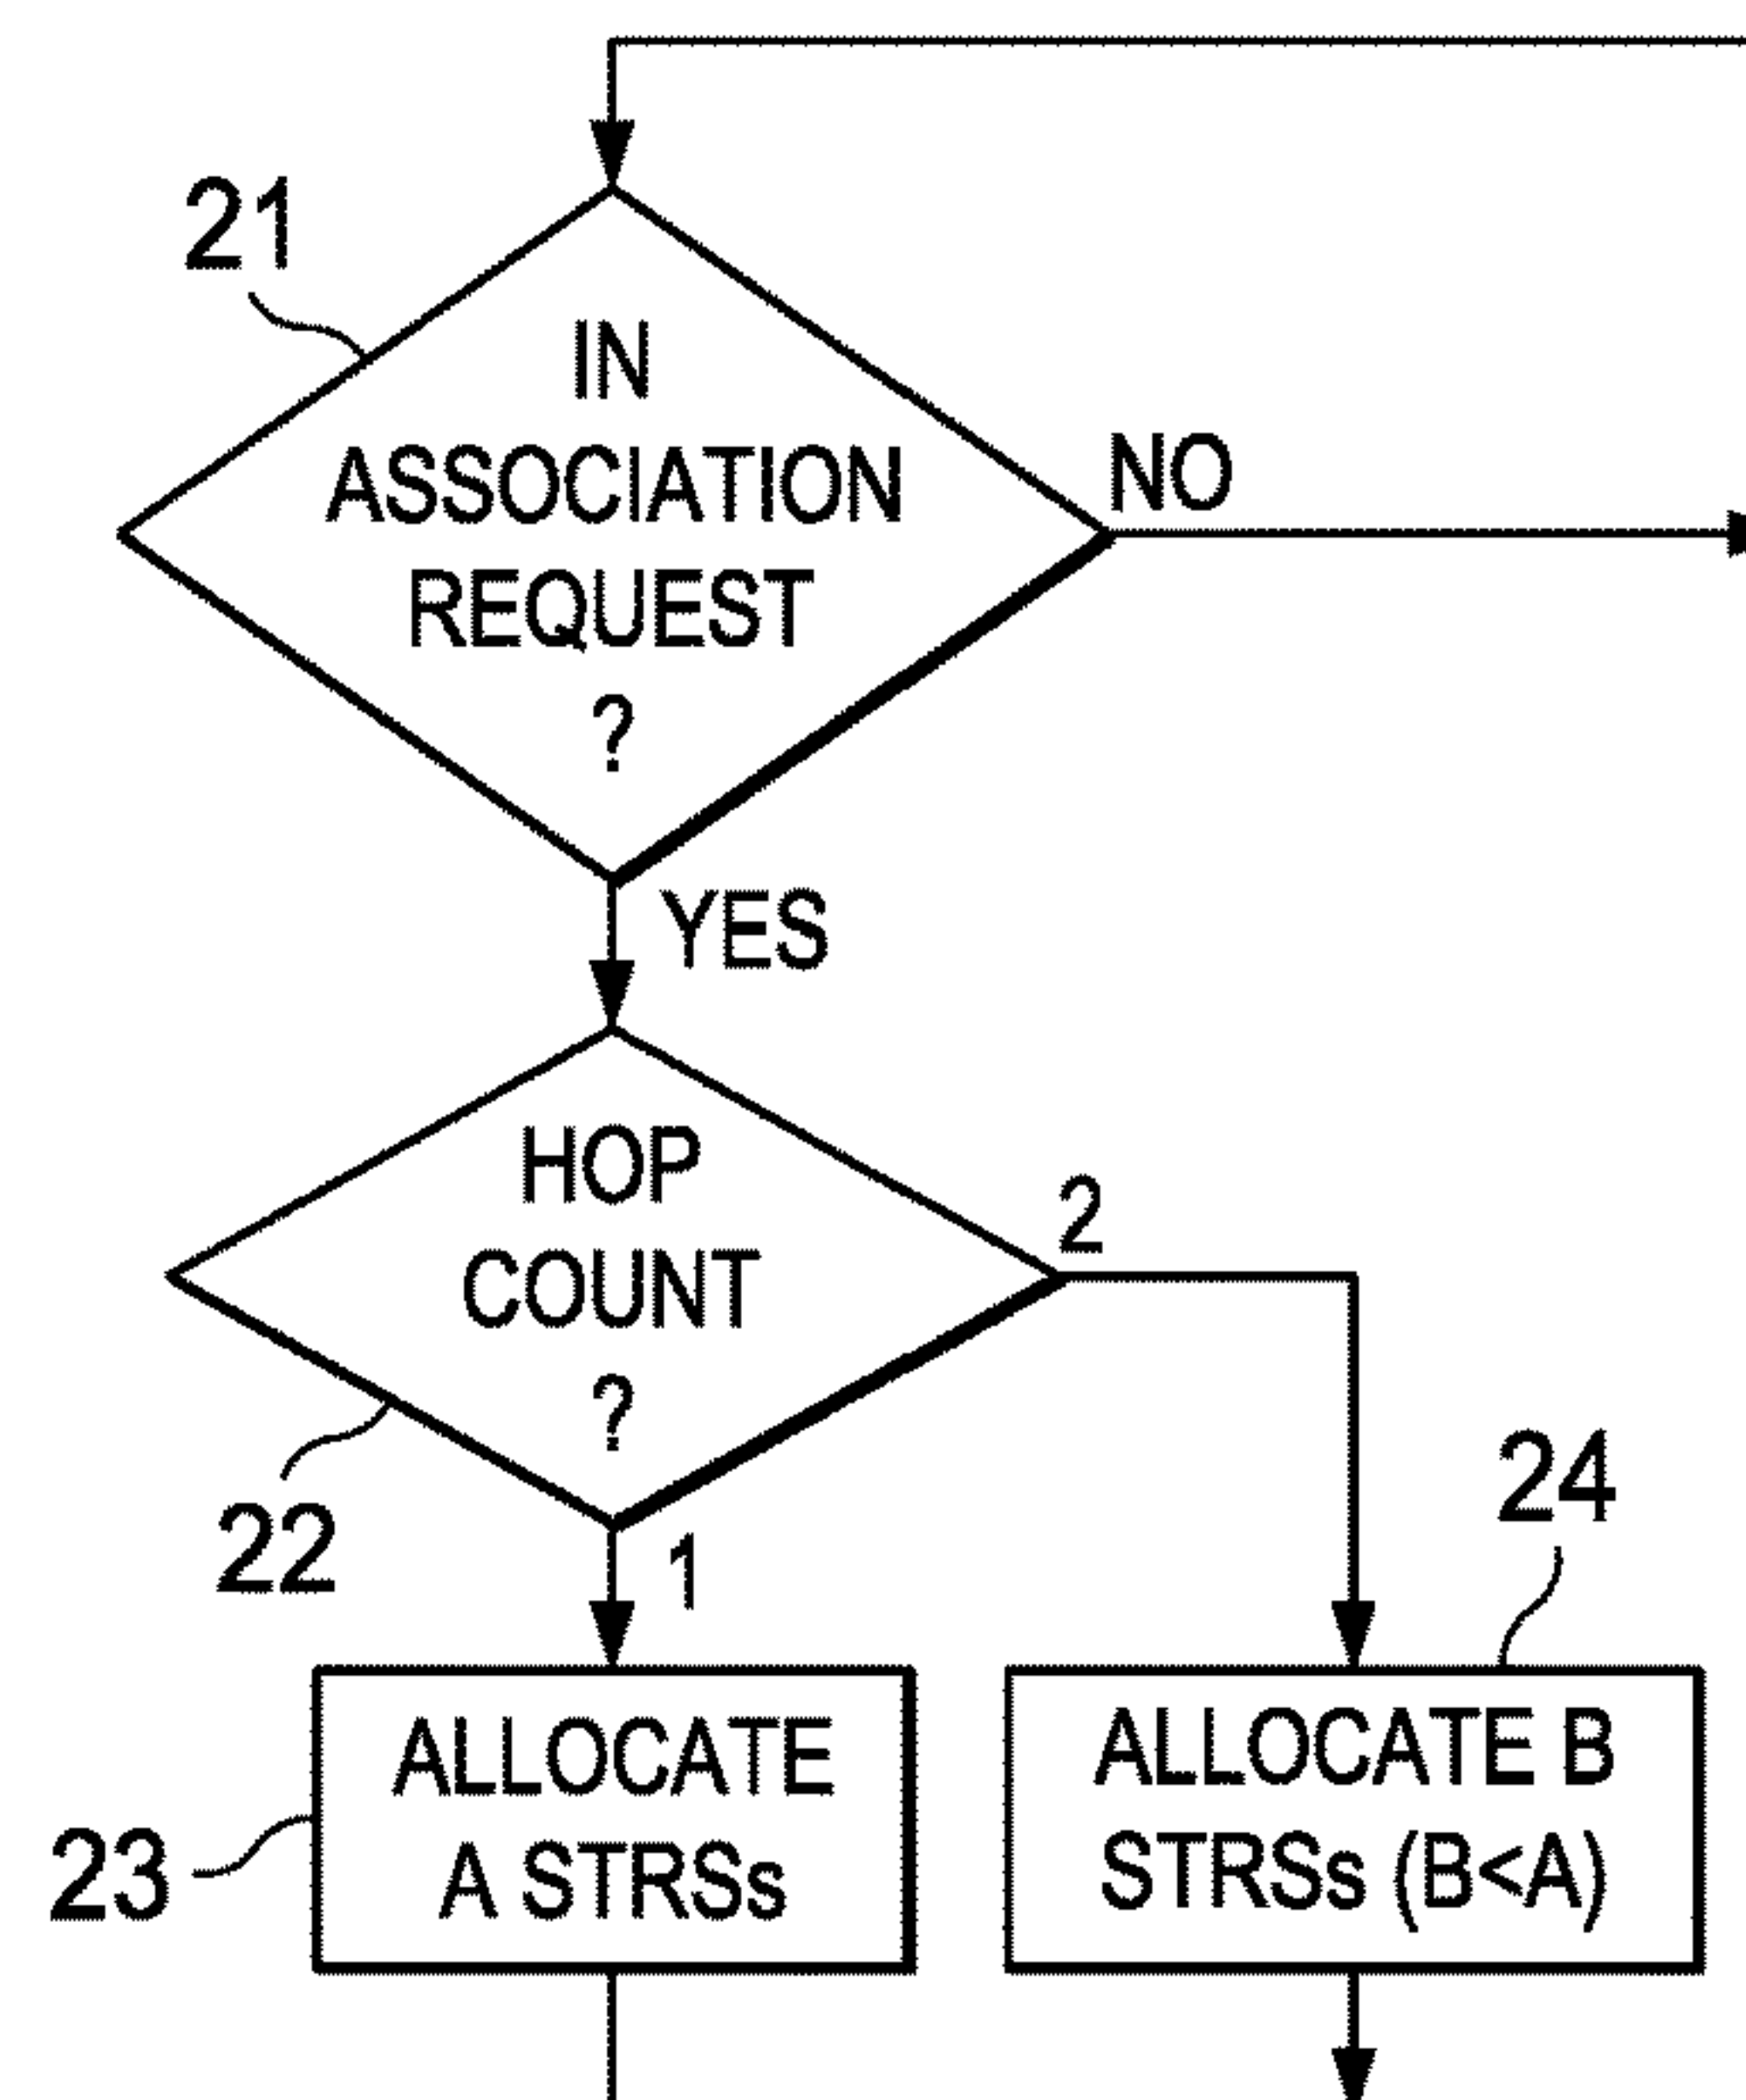 21
IN
ASSOCIATION
REQUEST
?
NO
YES
HOP
COUNT
?
2
22
1
24
ALLOCATE
A STRSs
23
ALLOCATE B
STRSs (B<A)